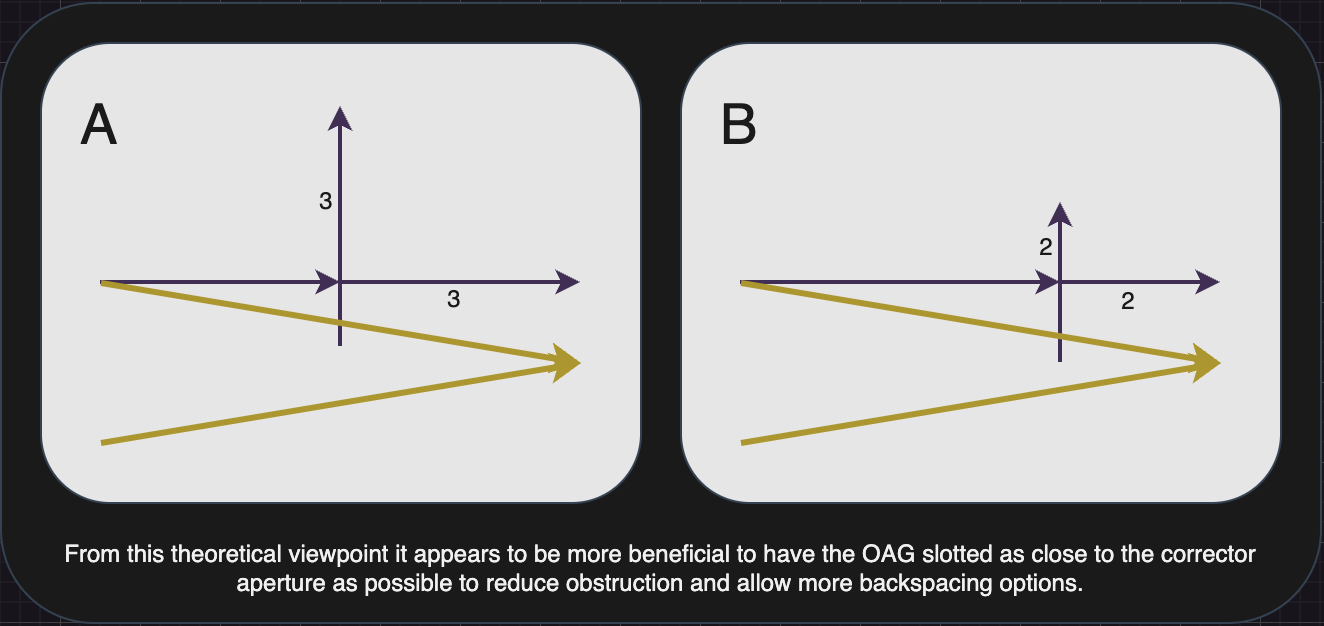 A
3
3
B
2
2
From this theoretical viewpoint it appears to be more beneficial to have the OAG slotted as close to the corrector
aperture as possible to reduce obstruction and allow more backspacing options.